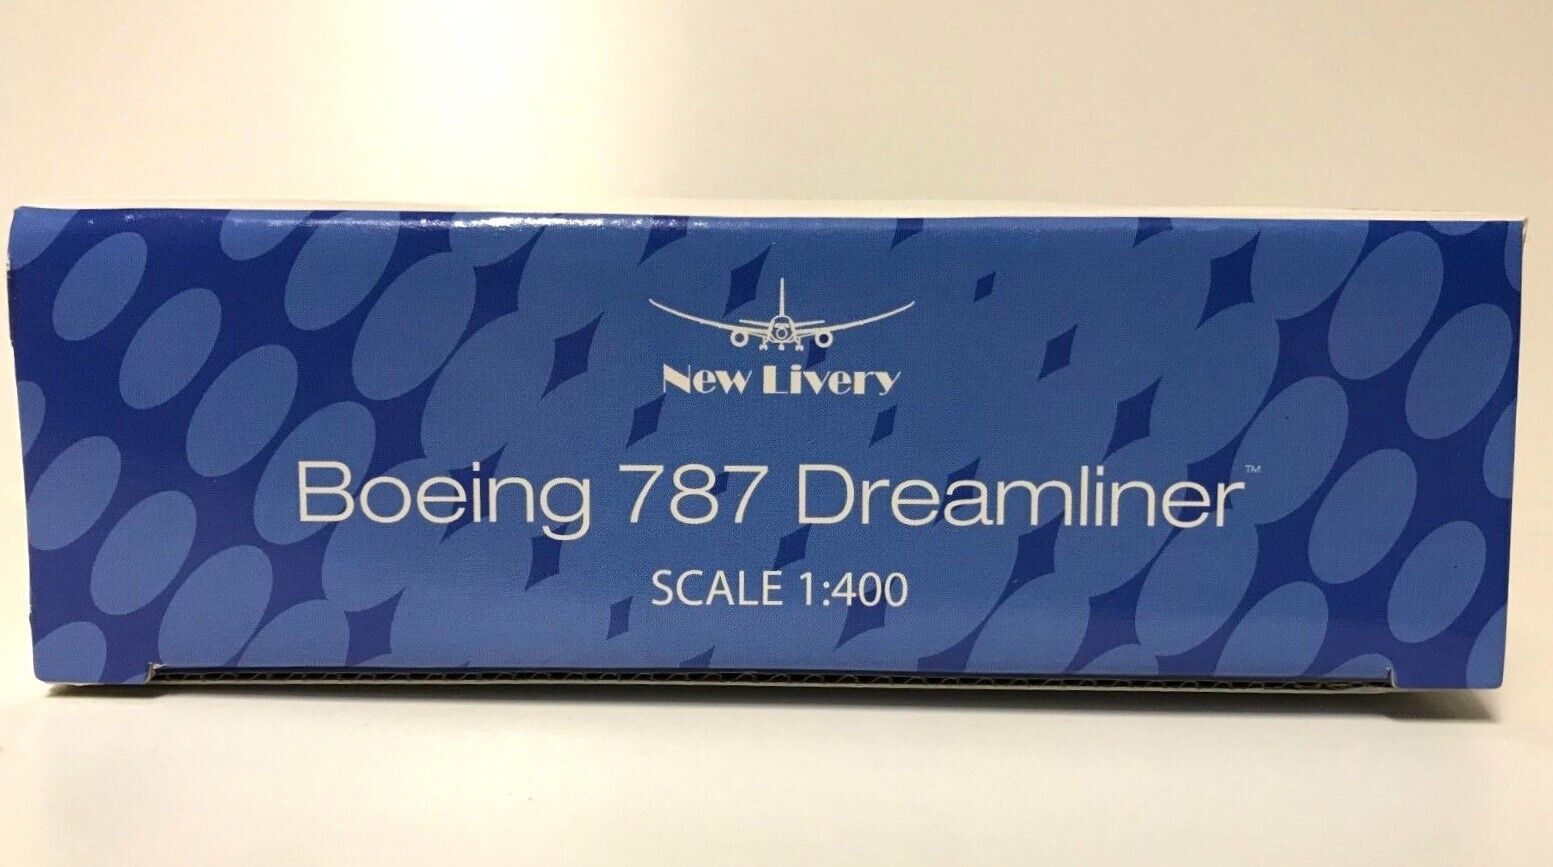 New Livery
Boeing 787 Dreamliner™
SCALE 1:400